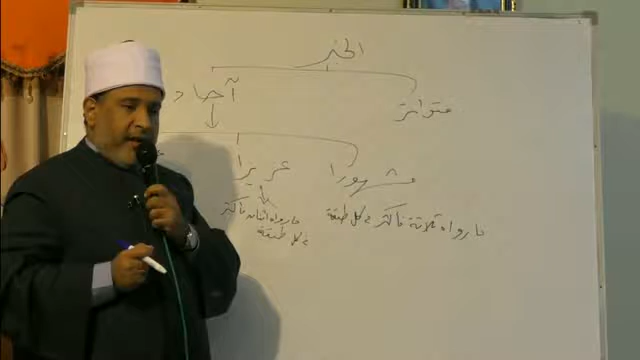 الخبر
متواتر
آحاد
مشهورا
عزيزا
ما رواه ثلاثة فأكثر في كل طبقة
ما رواه اثنان فأكثر
في كل طبقة